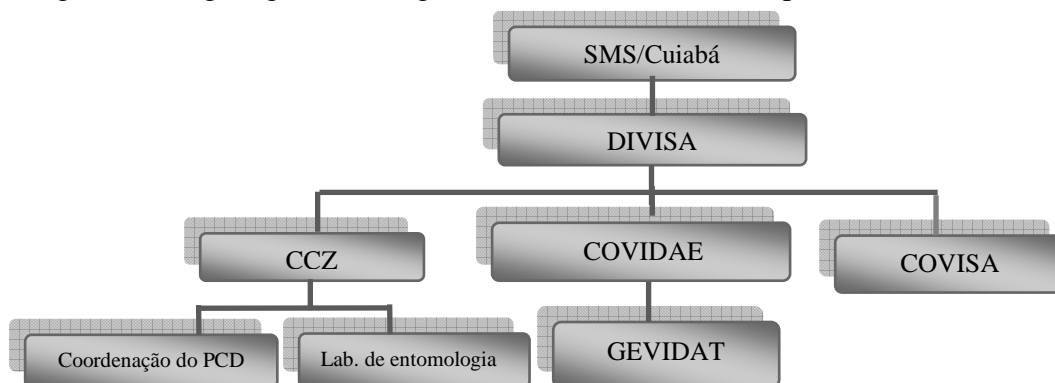 SMS/Cuiabá
DIVISA
CCZ
COVIDAE
COVISA
Coordenação do PCD
Lab. de entomologia
GEVIDAT